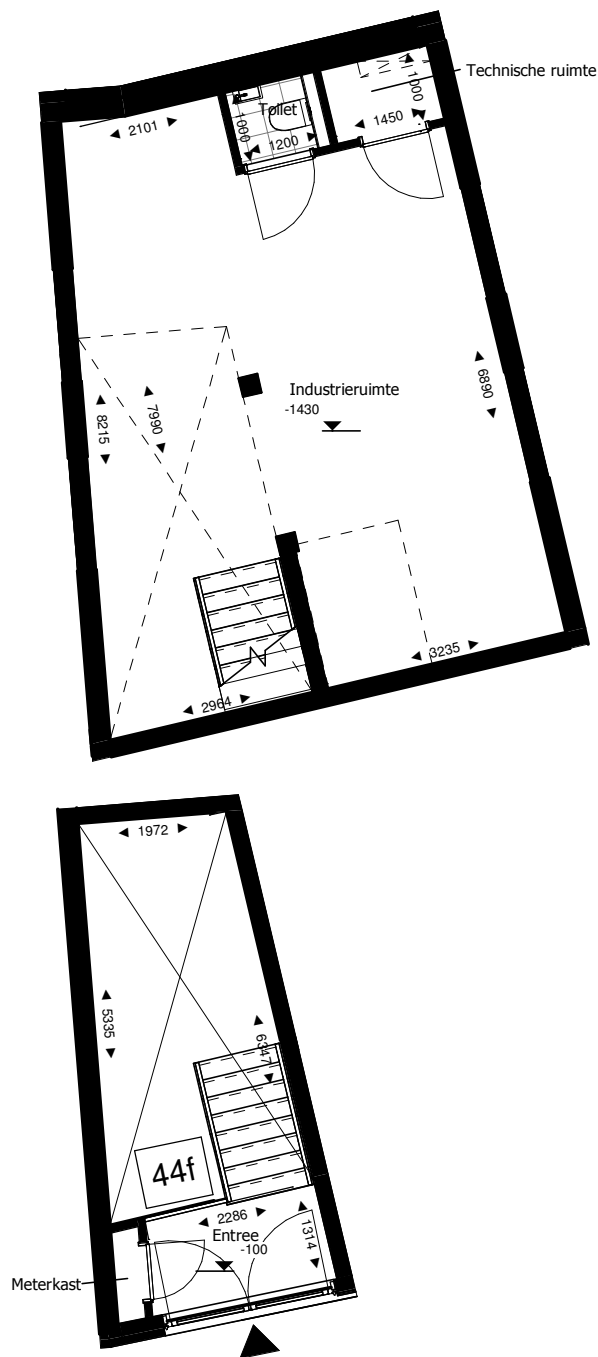 Technische ruimte
1000
Toilet
1450
2101
1000
1200
Industrieruimte
-1430
6890
7990
8215
3235
2964
1972
5335
6347
44f
2286
Entree
-100
1314
Meterkast